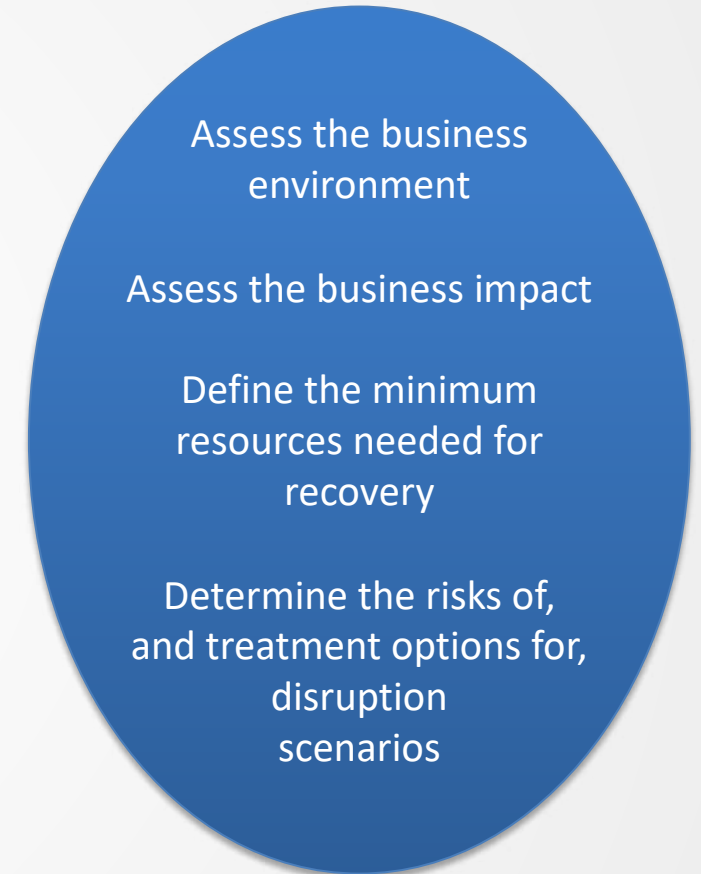 Assess the business
environment
Assess the business impact
Define the minimum
resources needed for
recovery
Determine the risks of,
and treatment options for,
disruption
scenarios